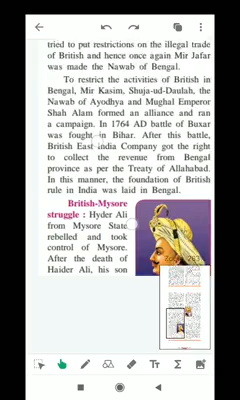 tried to put restrictions on the illegal trade
of British and hence once again Mir Jafar
was made the Nawab of Bengal.
To restrict the activities of British in
Bengal, Mir Kasim, Shuja-ud-Daulah, the
Nawab of Ayodhya and Mughal Emperor
Shah Alam formed an alliance and ran
a campaign. In 1764 AD battle of Buxar
was fought in Bihar. After this battle,
British East india Company got the right
to collect the revenue from Bengal
province as per the Treaty of Allahabad.
In this manner, the foundation of British
rule in India was laid in Bengal.
British-Mysore
struggle : Hyder Ali
from Mysore State
rebelled and took
control of Mysore.
After the death of
Haider Ali, his son